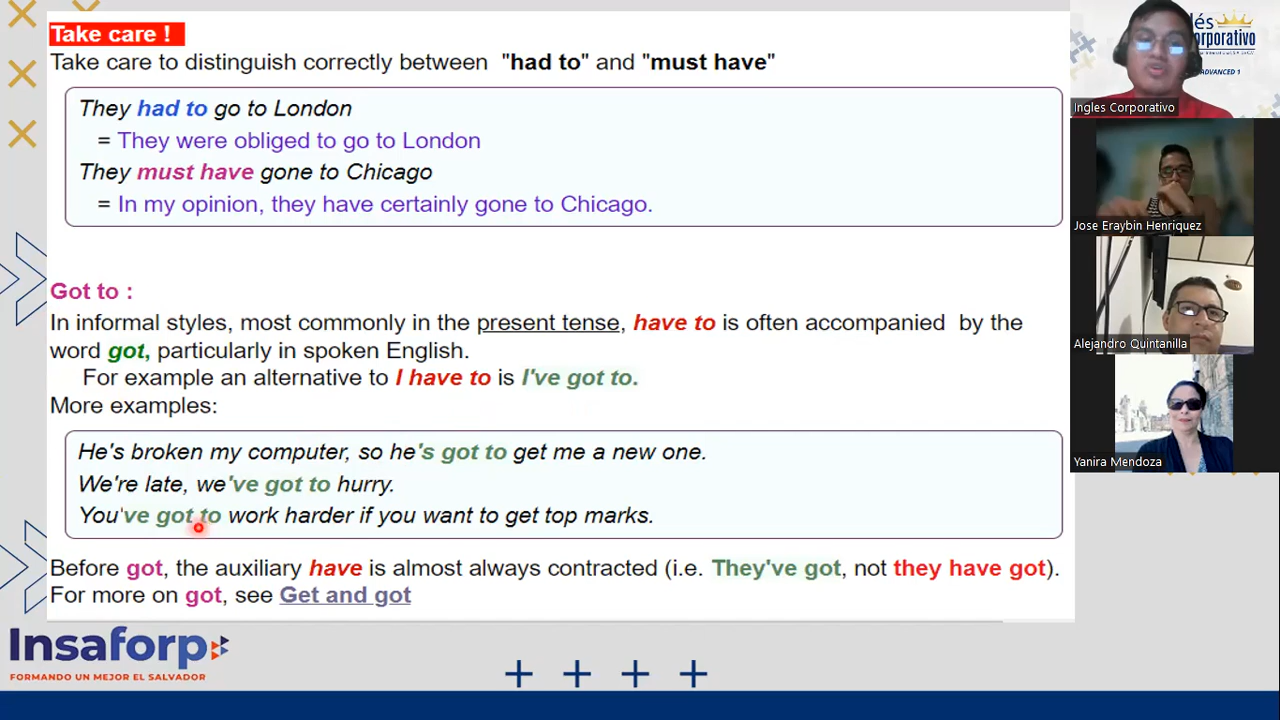 Take care !
Take care to distinguish correctly between "had to" and "must have"
They had to go to London
= They were obliged to go to London
They must have gone to Chicago
= In my opinion, they have certainly gone to Chicago.
Got to :
In informal styles, most commonly in the present tense, have to is often accompanied by the
word got, particularly in spoken English.
For example an alternative to I have to is I've got to.
More examples:
He's broken my computer, so he's got to get me a new one.
We're late, we've got to hurry.
You've got to work harder if you want to get top marks.
Before got, the auxiliary have is almost always contracted (i.e. They've got, not they have got).
For more on got, see Get and got
Insaforp
FORMANDO UN MEJOR EL SALVADOR
ADVANCED 1
Ingles Corporativo
Jose Eraybin Henriquez
Alejandro Quintanilla
Yanira Mendoza